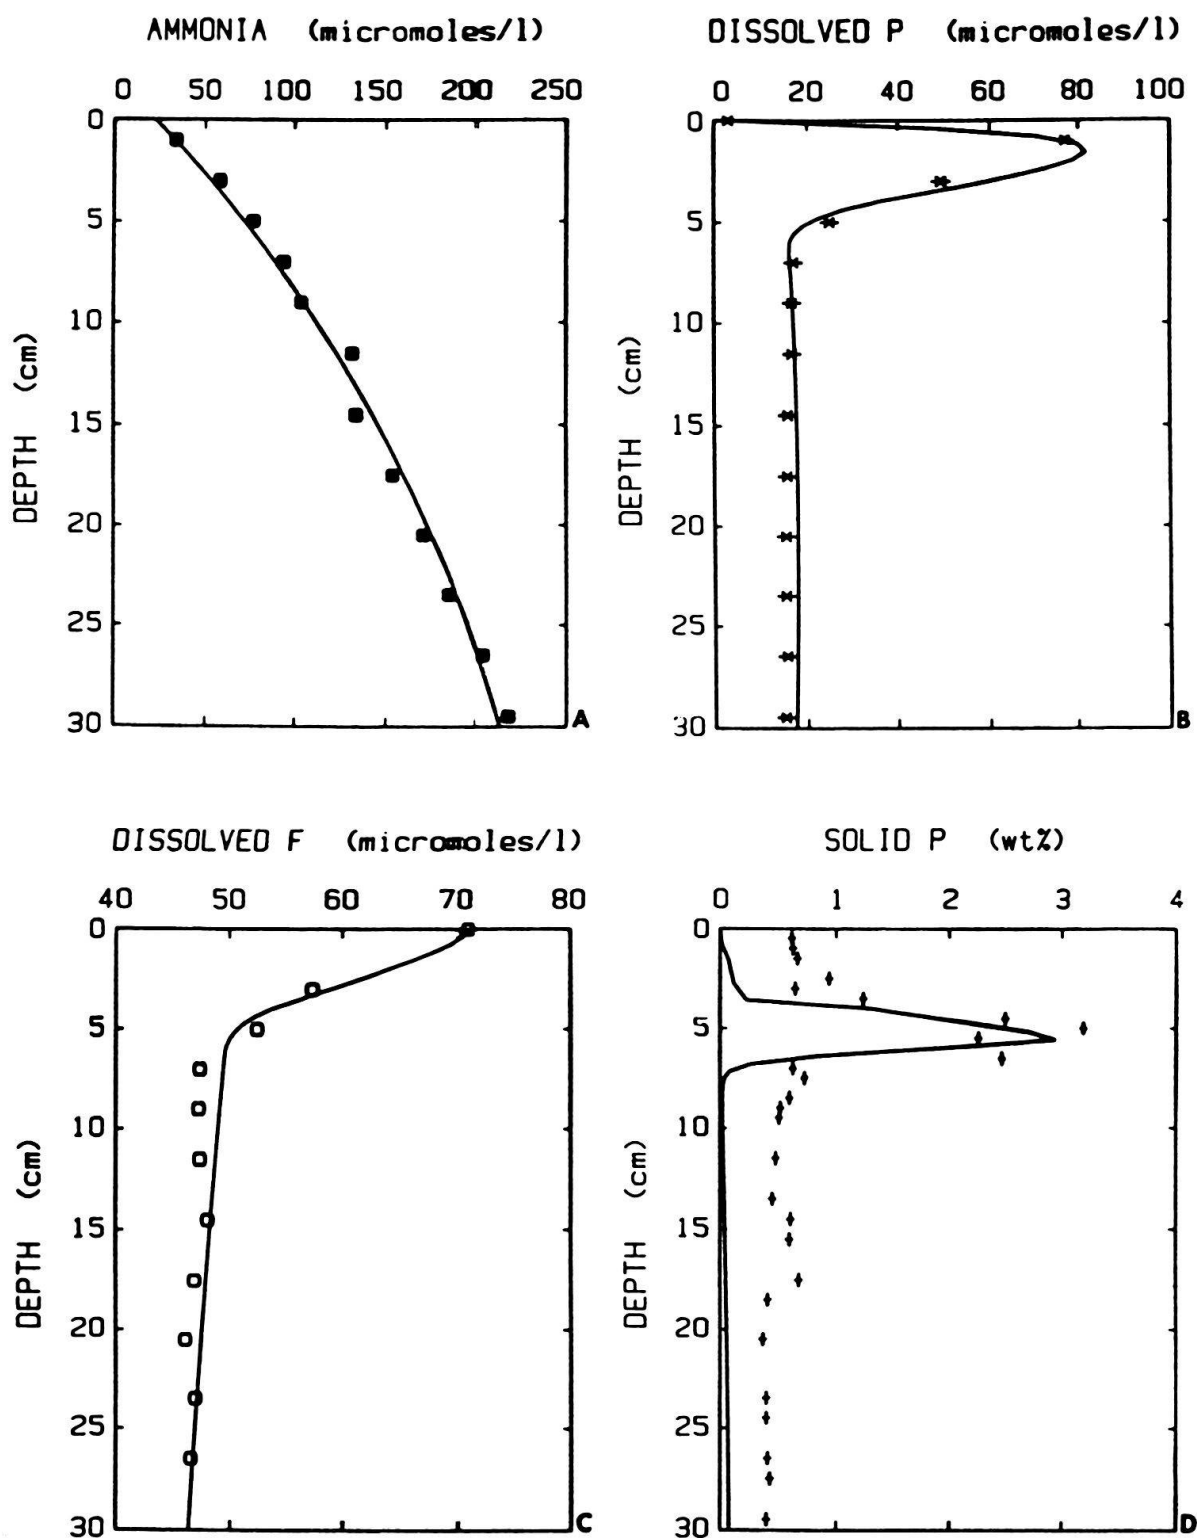 AMMONIA (micromoles/l)
0 50 100 150 200 250
0
5
10
15
20
25
30
DEPTH (cm)
A
DISSOLVED P (micromoles/l)
0 20 40 60 80 100
0
5
10
15
20
25
30
DEPTH (cm)
B
DISSOLVED F (micromoles/l)
40 50 60 70 80
0
5
10
15
20
25
30
DEPTH (cm)
C
SOLID P (wt%)
0 1 2 3 4
0
5
10
15
20
25
30
DEPTH (cm)
D